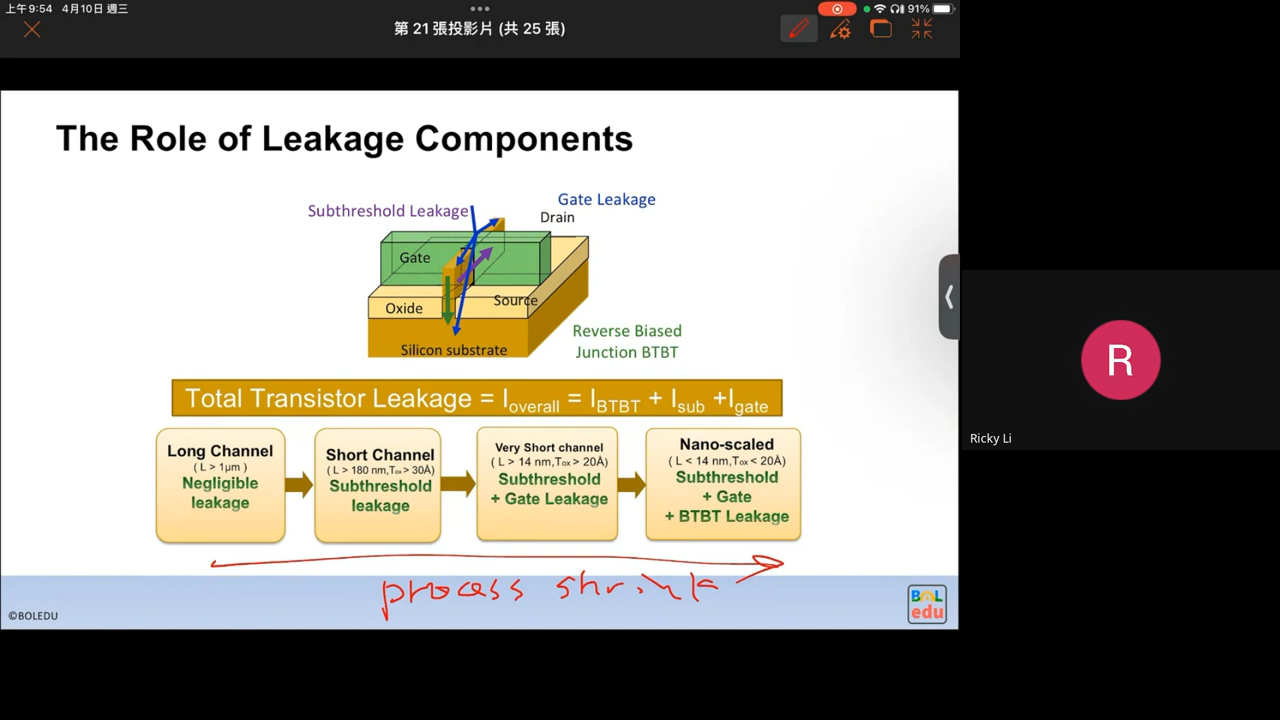 上午9:54 4月10日 週三
91%
第 21 張投影片 (共 25 張)
The Role of Leakage Components
Gate Leakage
Subthreshold Leakage
Drain
Gate
Source
Oxide
Reverse Biased
Junction BTBT
Silicon substrate
Total Transistor Leakage = Ioverall = IBTBT + Isub +Igate
Long Channel
( L > 1μm )
Negligible
leakage
Short Channel
( L > 180 nm,Tox> 30Å)
Subthreshold
leakage
Very Short channel
( L > 14 nm,Tox > 20Å)
Subthreshold
+ Gate Leakage
Nano-scaled
( L < 14 nm,Tox < 20Å)
Subthreshold
+ Gate
+ BTBT Leakage
process shrink
©BOLEDU
BOL
edu
R
Ricky Li